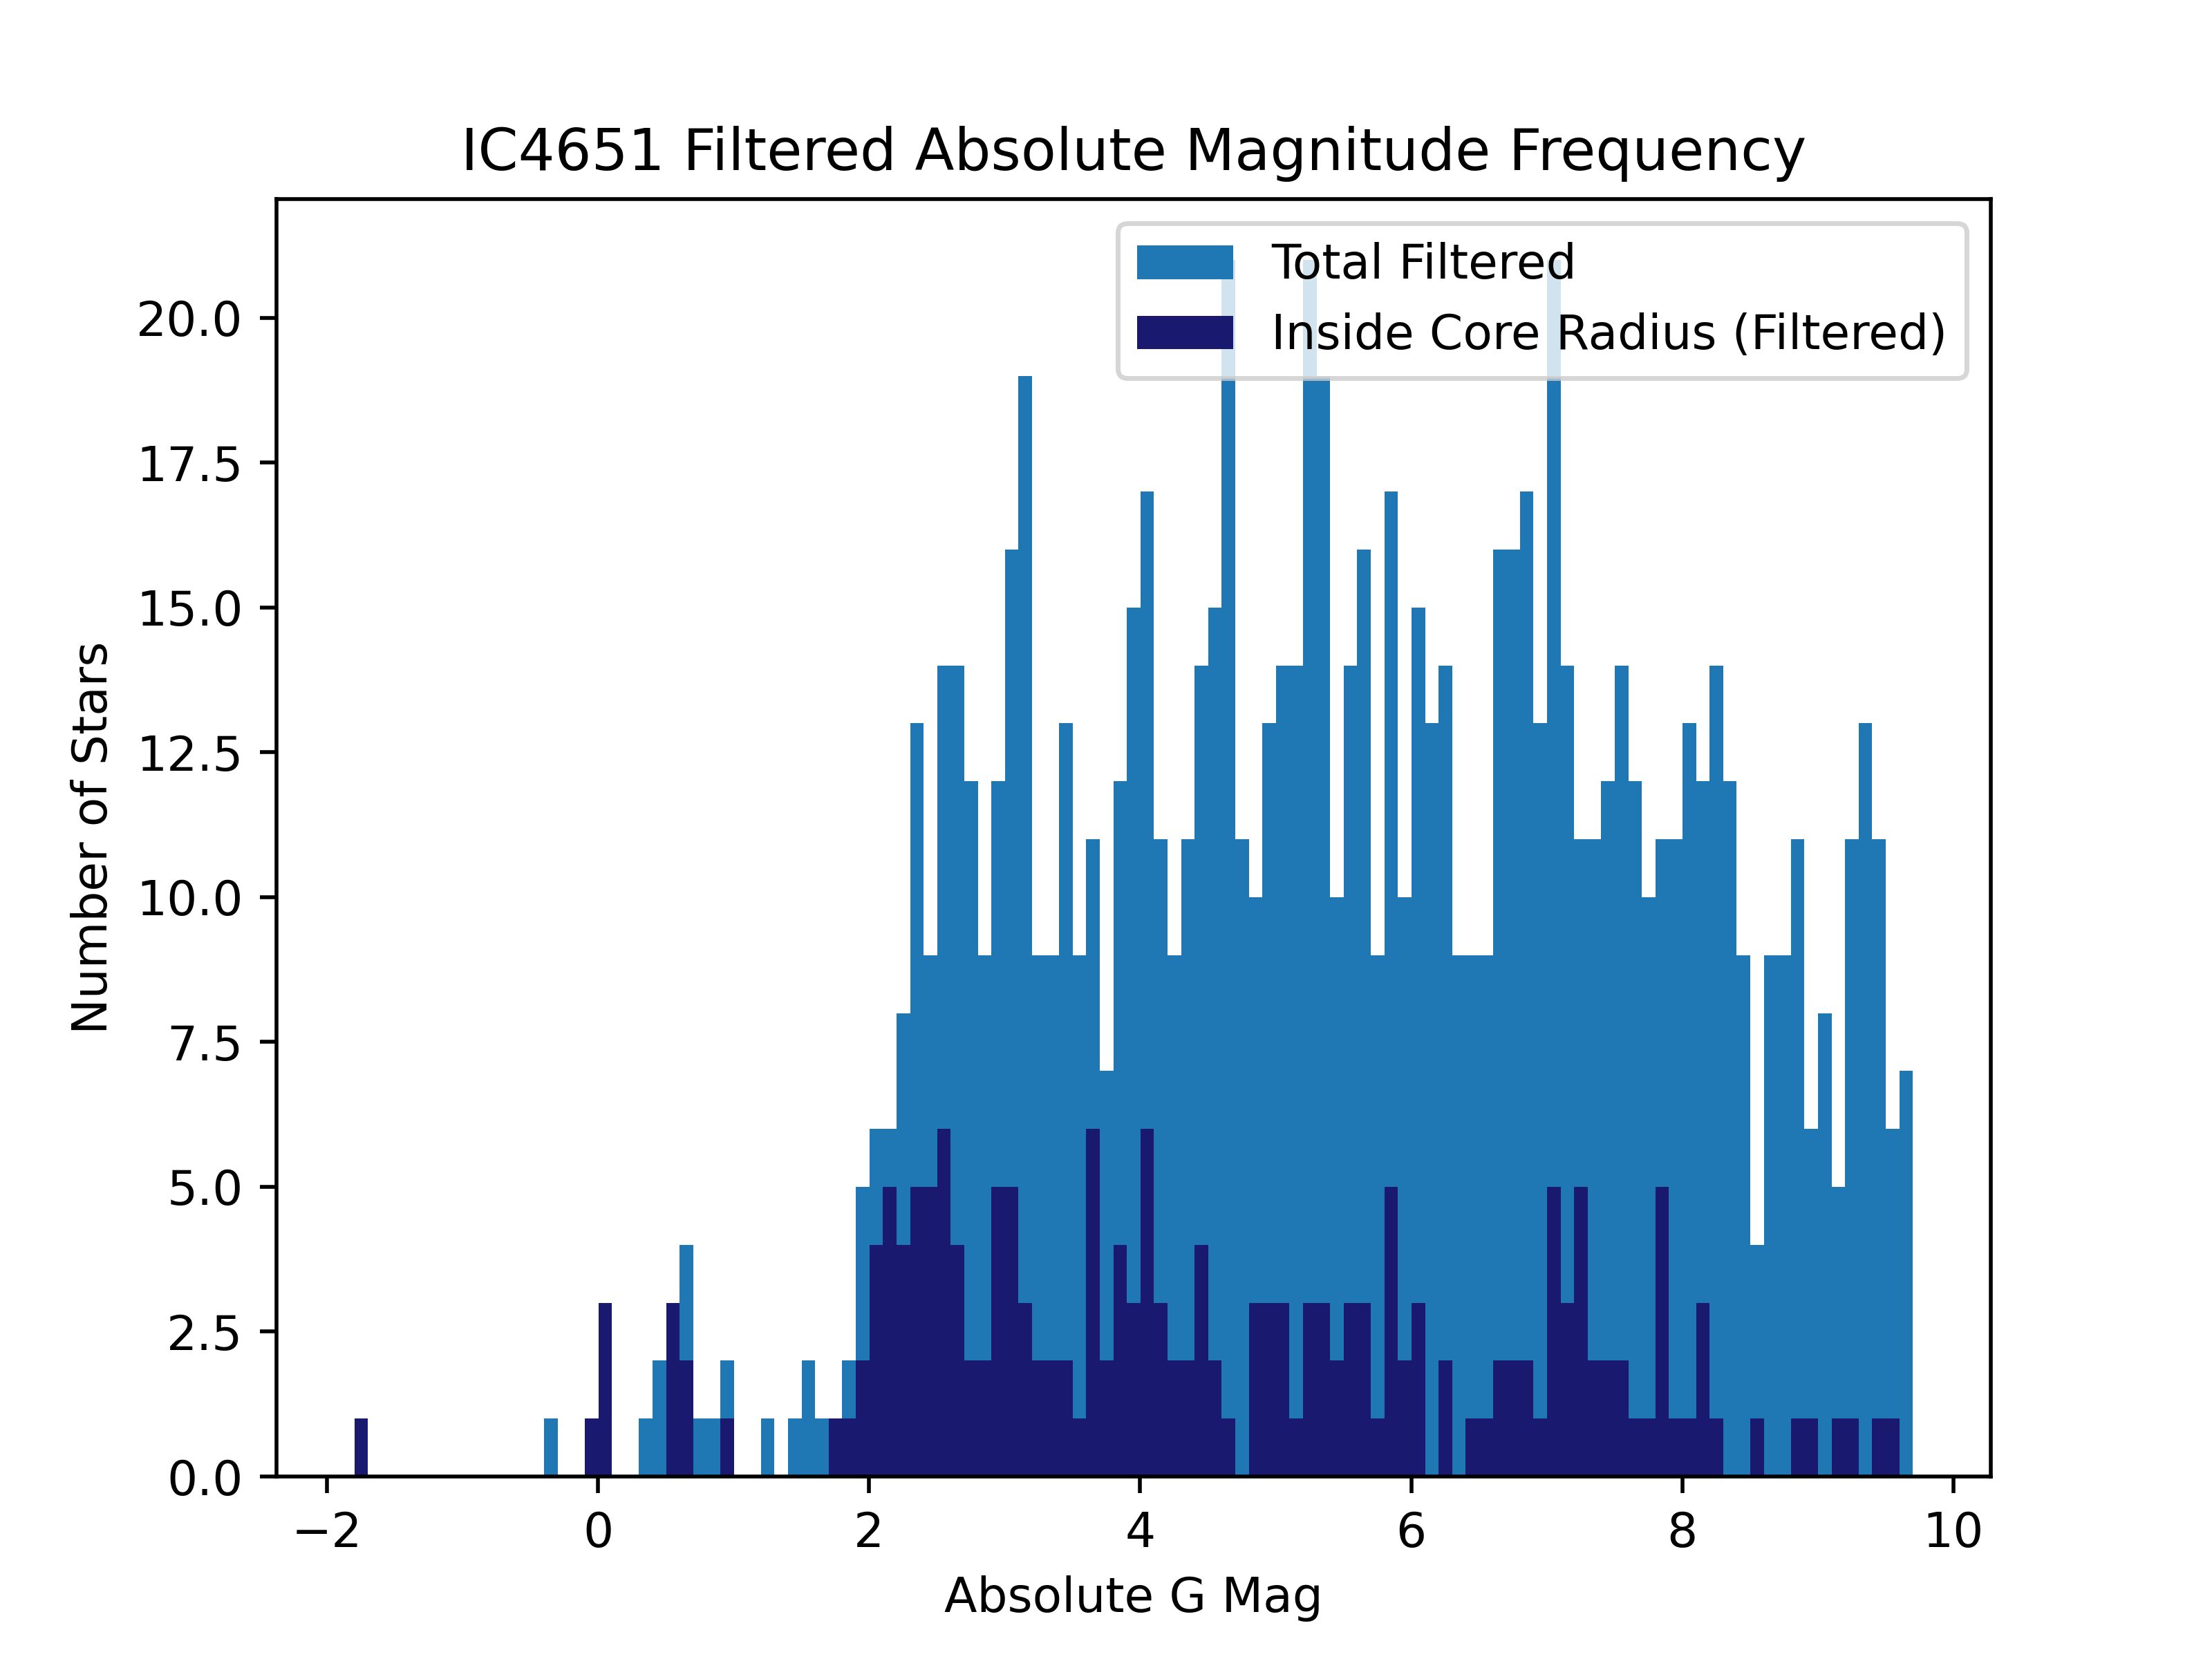 IC4651 Filtered Absolute Magnitude Frequency
Total Filtered
Inside Core Radius (Filtered)
20.0
17.5
15.0
12.5
10.0
7.5
5.0
2.5
0.0
Number of Stars
−2 0 2 4 6 8 10
Absolute G Mag